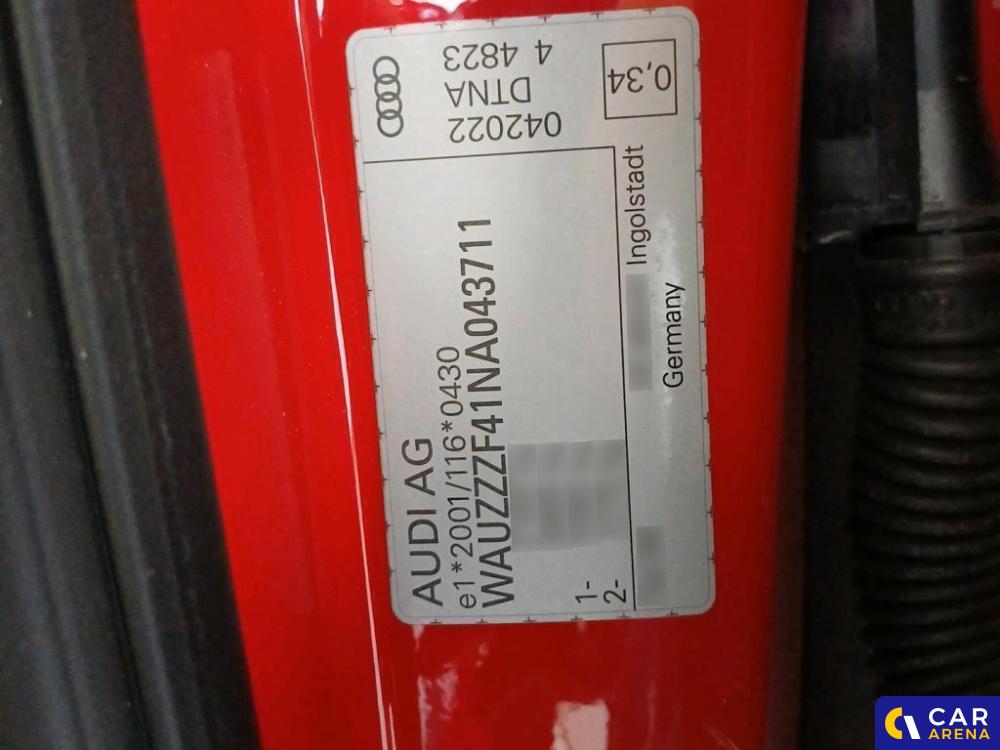 AUDI AG
e1*2001/116*0430
WAUZZZF41NA043711
1-
2-
Ingolstadt
Germany
042022
DTNA
4 4823
0,34
CAR
ARENA